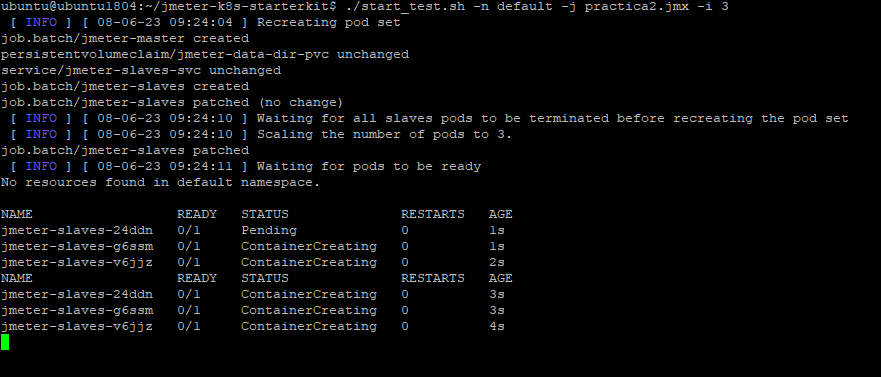 ubuntu@ubuntu1804:~/jmeter-k8s-starterkit$ ./start_test.sh -n default -j practica2.jmx -i 3
[ INFO ] [ 08-06-23 09:24:04 ] Recreating pod set
job.batch/jmeter-master created
persistentvolumeclaim/jmeter-data-dir-pvc unchanged
service/jmeter-slaves-svc unchanged
job.batch/jmeter-slaves created
job.batch/jmeter-slaves patched (no change)
[ INFO ] [ 08-06-23 09:24:10 ] Waiting for all slaves pods to be terminated before recreating the pod set
[ INFO ] [ 08-06-23 09:24:10 ] Scaling the number of pods to 3.
job.batch/jmeter-slaves patched
[ INFO ] [ 08-06-23 09:24:11 ] Waiting for pods to be ready
No resources found in default namespace.
NAME READY STATUS RESTARTS AGE
jmeter-slaves-24ddn 0/1 Pending 0 1s
jmeter-slaves-g6ssm 0/1 ContainerCreating 0 1s
jmeter-slaves-v6jjz 0/1 ContainerCreating 0 2s
NAME READY STATUS RESTARTS AGE
jmeter-slaves-24ddn 0/1 ContainerCreating 0 3s
jmeter-slaves-g6ssm 0/1 ContainerCreating 0 3s
jmeter-slaves-v6jjz 0/1 ContainerCreating 0 4s